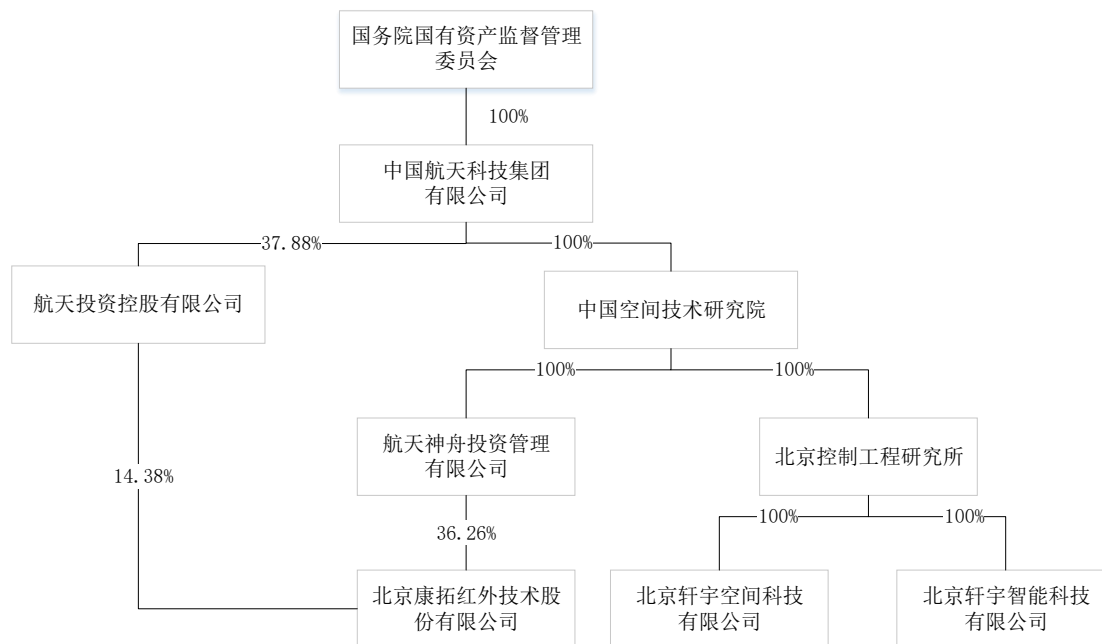 国务院国有资产监督管理
委员会
100%
中国航天科技集团
有限公司
37.88%
100%
航天投资控股有限公司
中国空间技术研究院
100%
100%
航天神舟投资管理
有限公司
北京控制工程研究所
14.38%
36.26%
100%
100%
北京康拓红外技术股
份有限公司
北京轩宇空间科技
有限公司
北京轩宇智能科技
有限公司